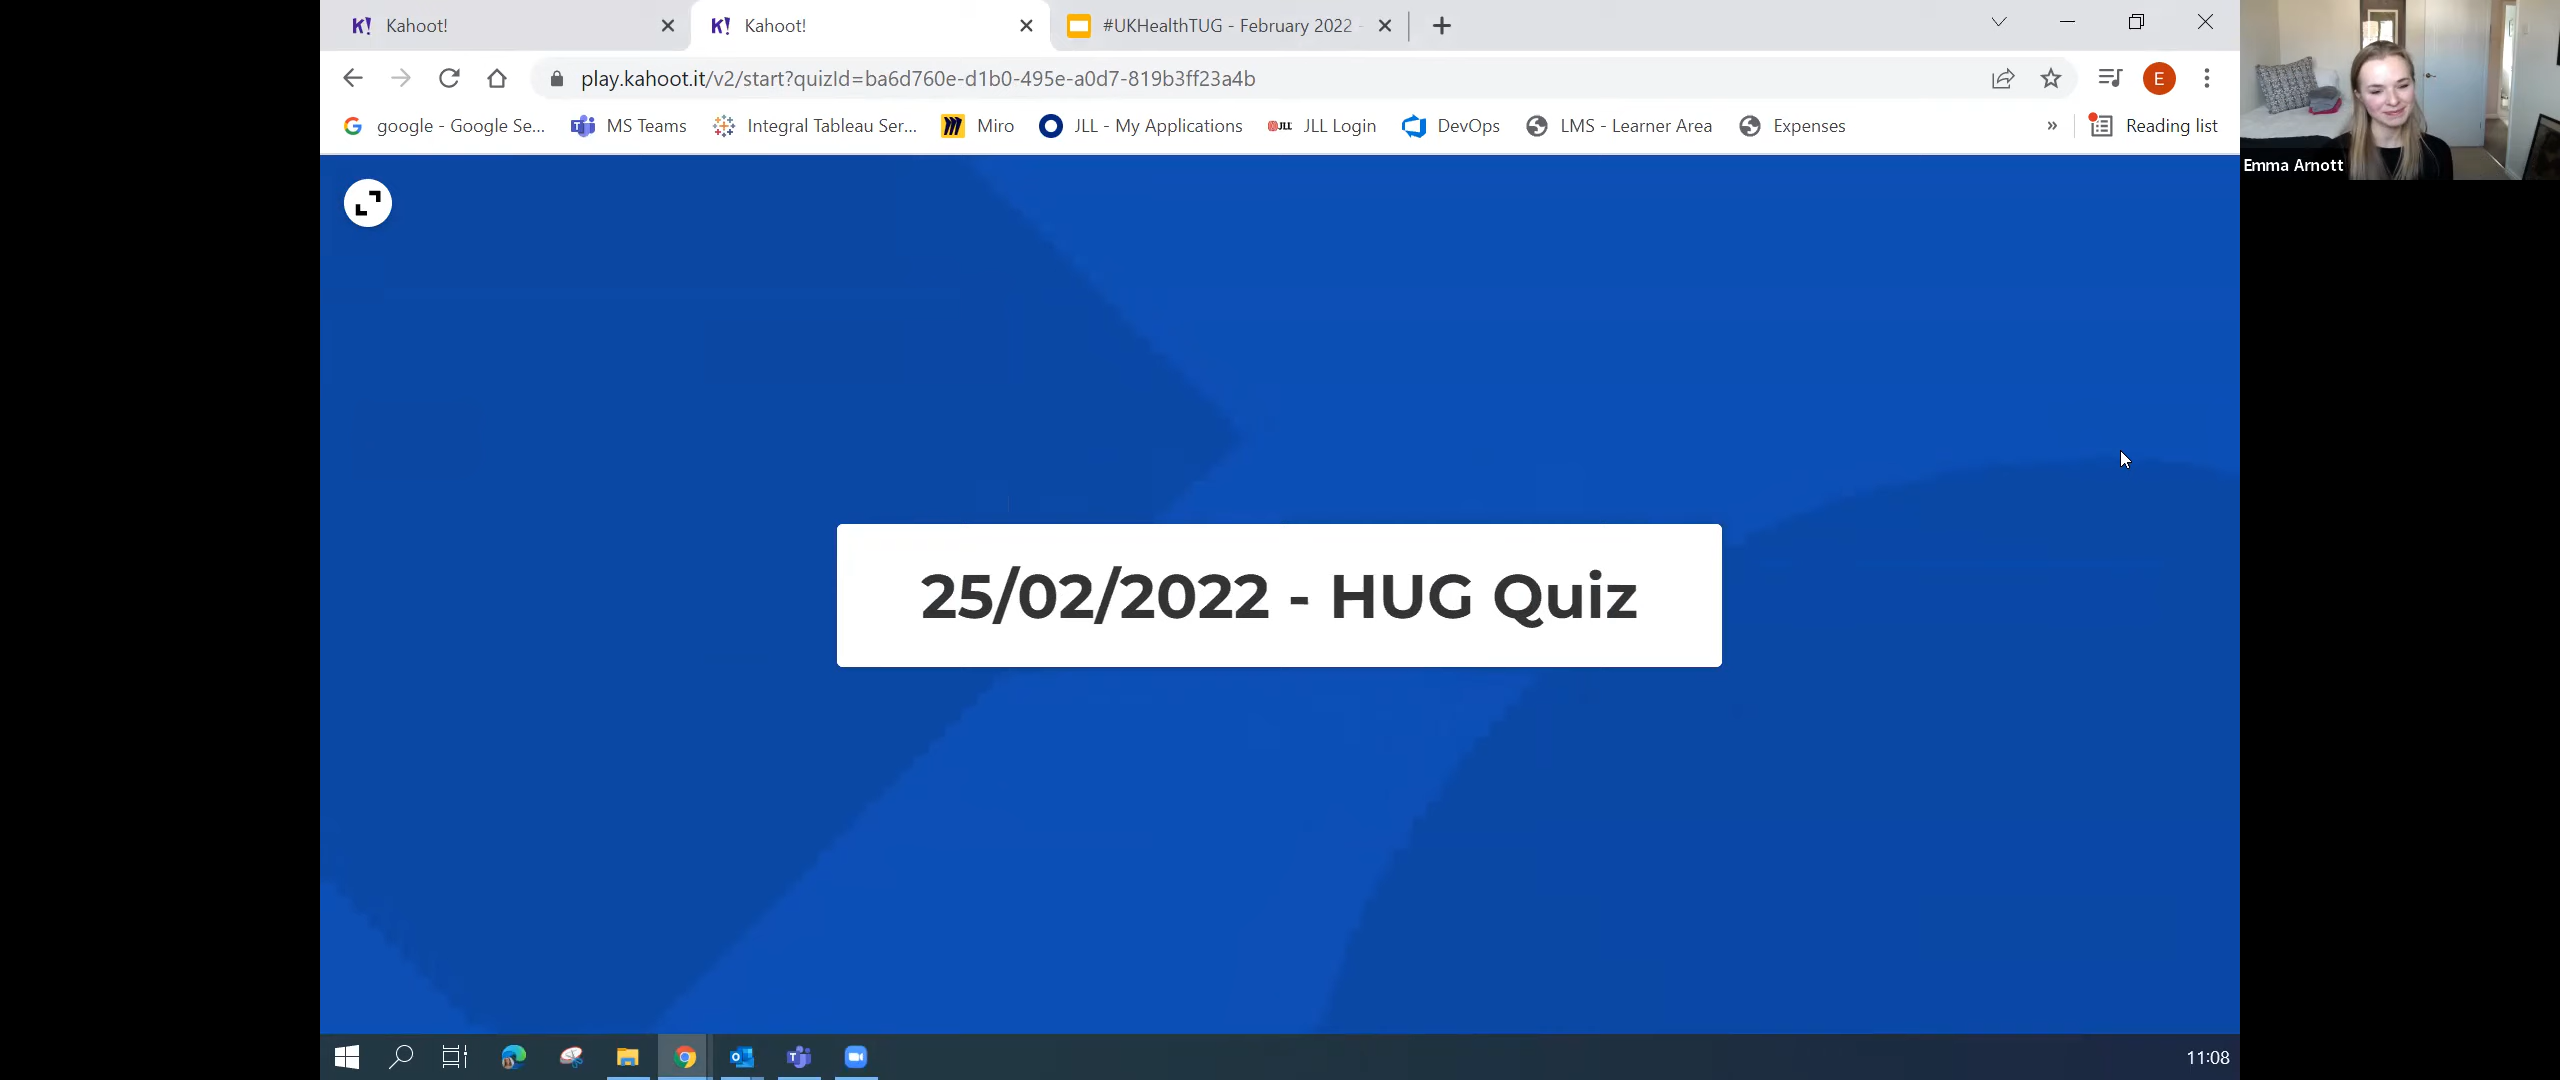 Kahoot!
Kahoot!
#UKHealthTUG - February 2022 -
play.kahoot.it/v2/start?quizId=ba6d760e-d1b0-495e-a0d7-819b3ff23a4b
E
google - Google Se...
MS Teams
Integral Tableau Ser...
Miro
JLL - My Applications
JLL Login
DevOps
LMS - Learner Area
Expenses
»
Reading list
Emma Arnott
25/02/2022 - HUG Quiz
11:08